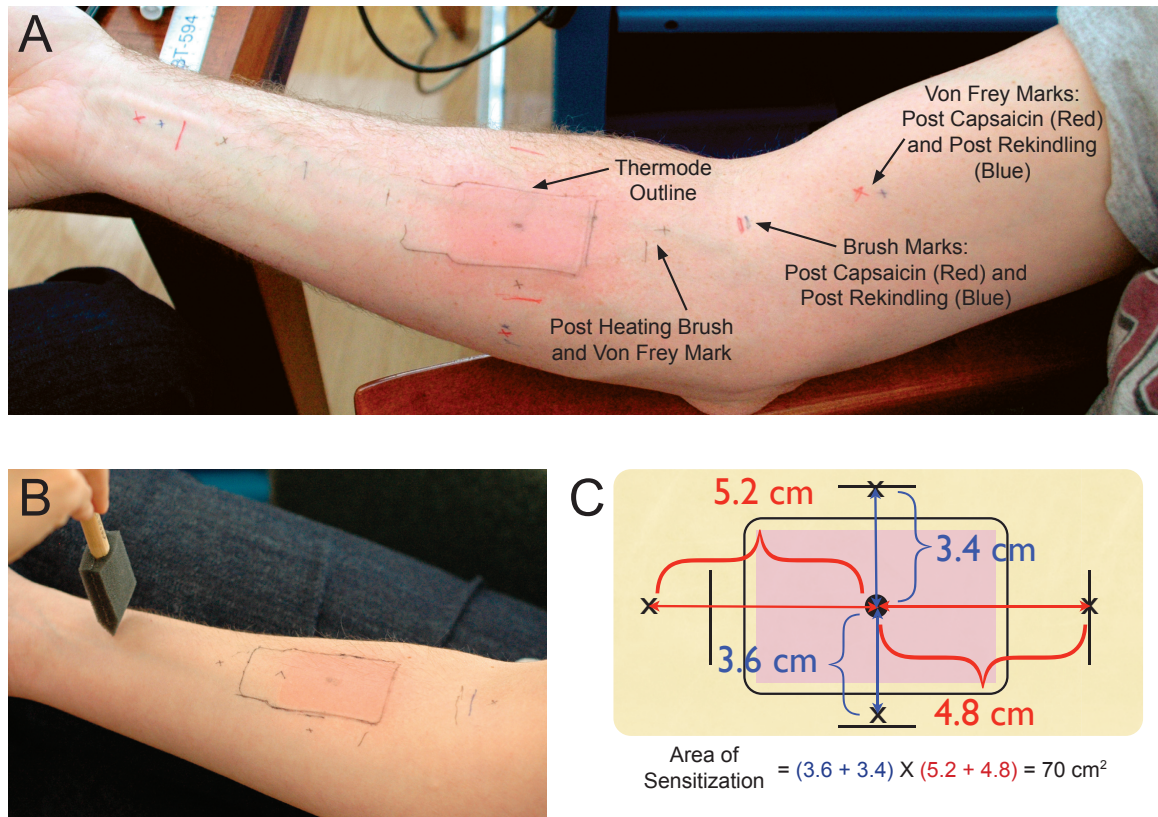 A
BT-594
Von Frey Marks:
Post Capsaicin (Red)
and Post Rekindling
(Blue)
Thermode
Outline
Brush Marks:
Post Capsaicin (Red) and
Post Rekindling (Blue)
Post Heating Brush
and Von Frey Mark
B
C
5.2 cm
3.4 cm
3.6 cm
4.8 cm
Area of
Sensitization
= (3.6 + 3.4) X (5.2 + 4.8) = 70 cm²